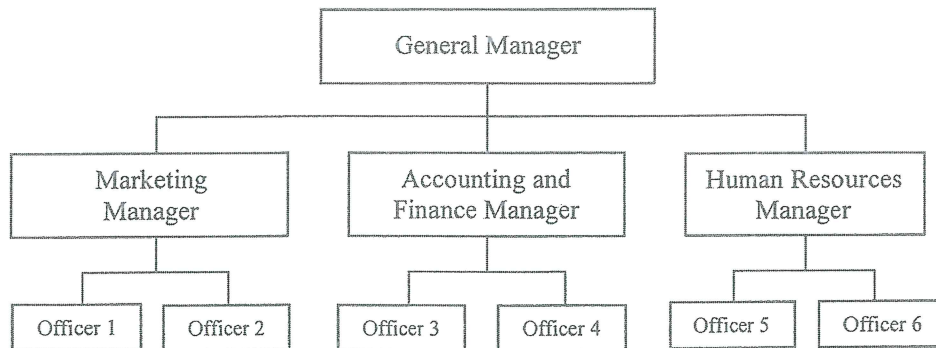 General Manager
Marketing
Manager
Accounting and
Finance Manager
Human Resources
Manager
Officer 1
Officer 2
Officer 3
Officer 4
Officer 5
Officer 6